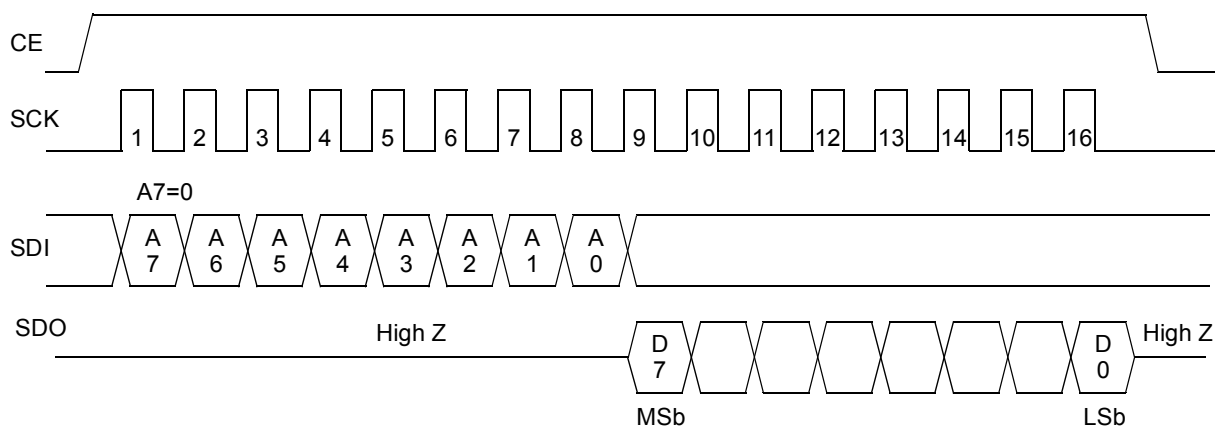 CE
SCK
1 2 3 4 5 6 7 8 9 10 11 12 13 14 15 16
A7=0
SDI
A A A A A A A A
7 6 5 4 3 2 1 0
SDO
High Z
D D
7 0
High Z
MSb LSb